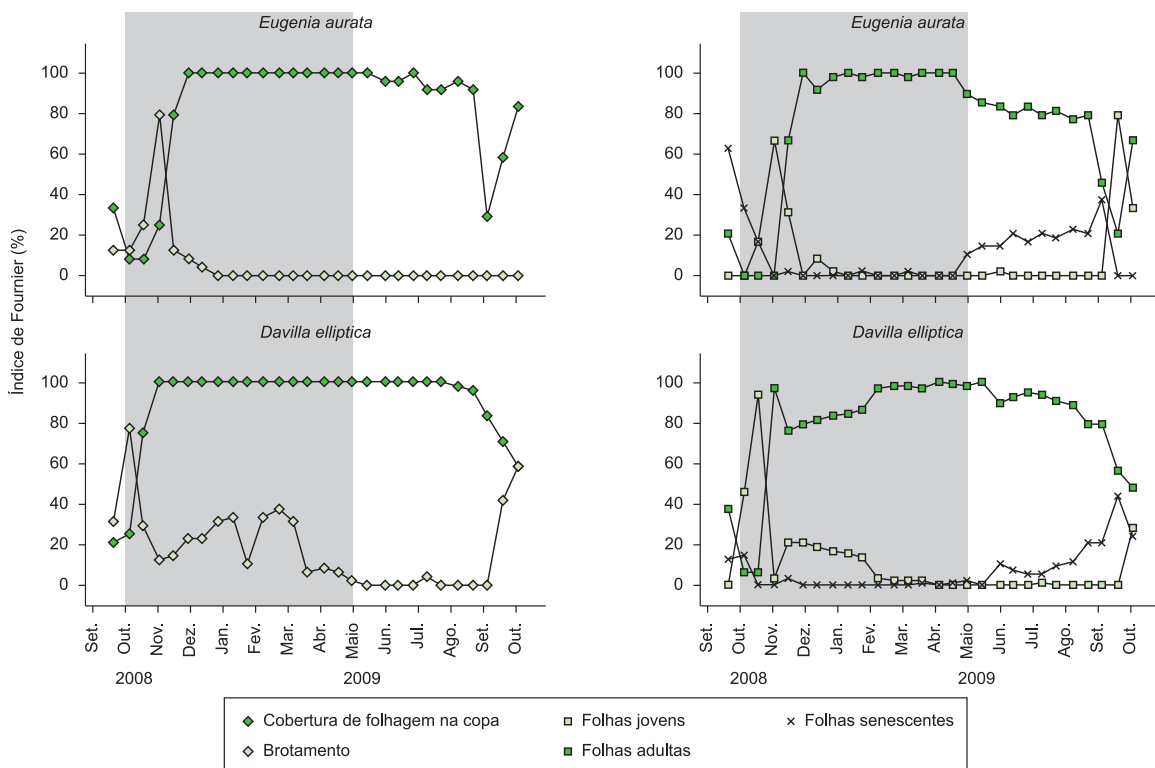 Eugenia aurata
Eugenia aurata
100
80
60
40
20
0
100
80
60
40
20
0
Índice de Fournier (%)
Davilla elliptica
Davilla elliptica
100
80
60
40
20
0
100
80
60
40
20
0
Set. Out. Nov. Dez. Jan. Fev. Mar. Abr. Maio Jun. Jul. Ago. Set. Out.
Set. Out. Nov. Dez. Jan. Fev. Mar. Abr. Maio Jun. Jul. Ago. Set. Out.
2008 2009
2008 2009
Cobertura de folhagem na copa
Folhas jovens
Folhas senescentes
Brotamento
Folhas adultas